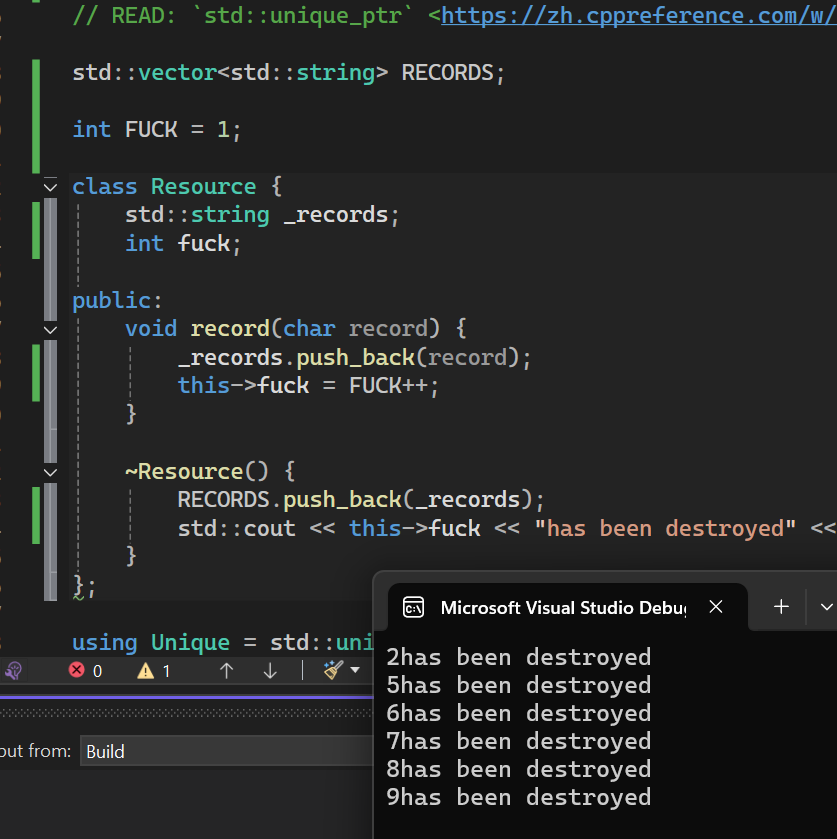 // READ: `std::unique_ptr` <https://zh.cppreference.com/w/
std::vector<std::string> RECORDS;
int FUCK = 1;
class Resource {
std::string _records;
int fuck;
public:
void record(char record) {
_records.push_back(record);
this->fuck = FUCK++;
}
~Resource() {
RECORDS.push_back(_records);
std::cout << this->fuck << "has been destroyed" <<
}
};
using Unique = std::uni
0
1
put from:
Build
Microsoft Visual Studio Debug
2has been destroyed
5has been destroyed
6has been destroyed
7has been destroyed
8has been destroyed
9has been destroyed